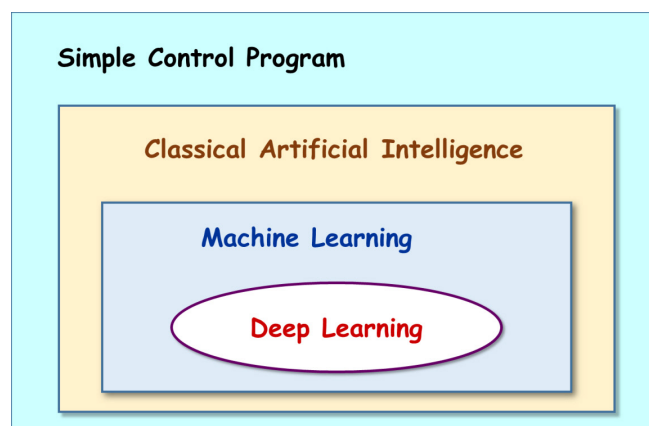 Simple Control Program
Classical Artificial Intelligence
Machine Learning
Deep Learning